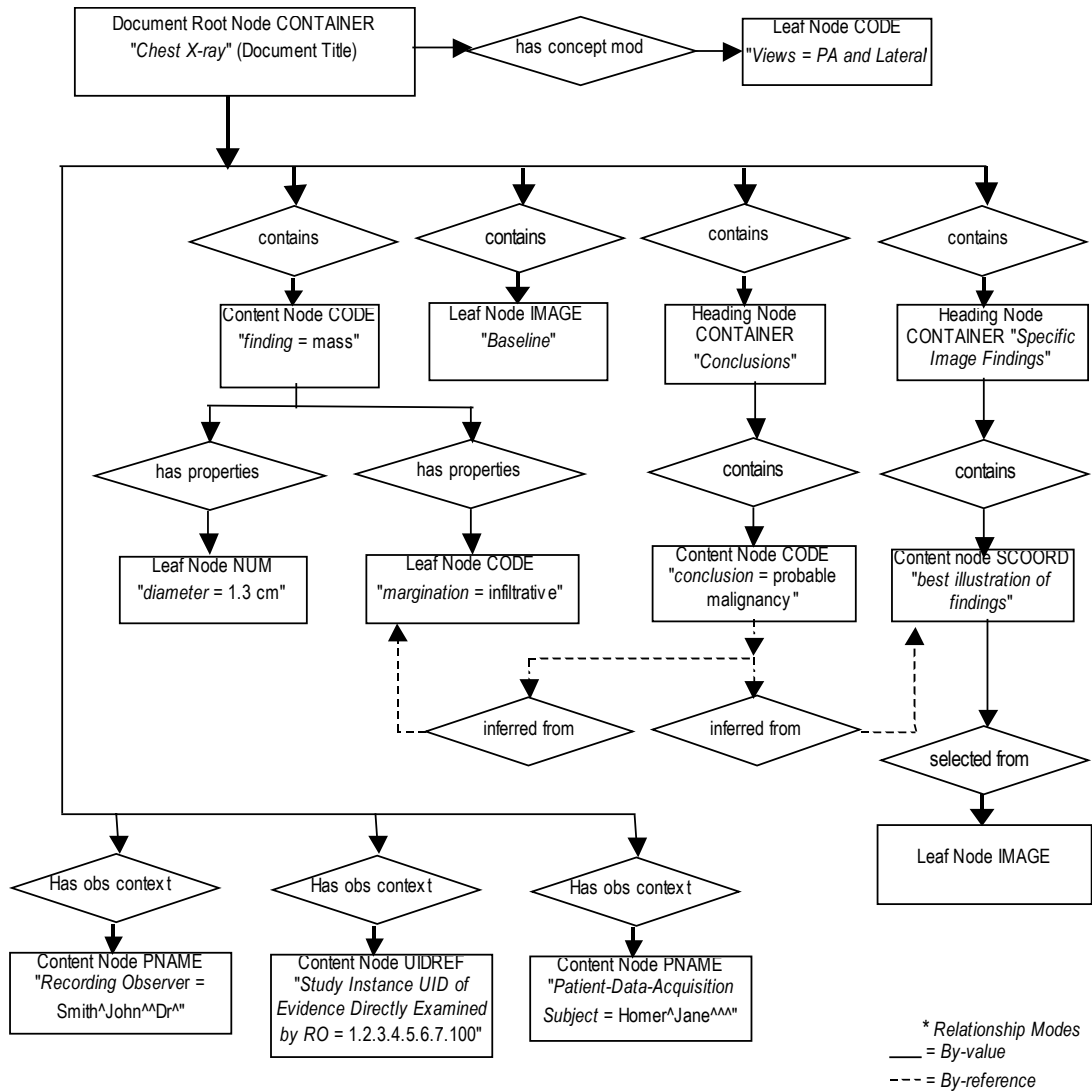 Document Root Node CONTAINER
"Chest X-ray" (Document Title)
has concept mod
Leaf Node CODE
"Views = PA and Lateral
contains
contains
contains
contains
Content Node CODE
"finding = mass"
Leaf Node IMAGE
"Baseline"
Heading Node
CONTAINER
"Conclusions"
Heading Node
CONTAINER "Specific
Image Findings"
has properties
has properties
contains
contains
Leaf Node NUM
"diameter = 1.3 cm"
Leaf Node CODE
"margination = infiltrative"
Content Node CODE
"conclusion = probable
malignancy"
Content node SCOORD
"best illustration of
findings"
inferred from
inferred from
selected from
Leaf Node IMAGE
Has obs context
Has obs context
Has obs context
Content Node PNAME
"Recording Observer =
Smith^John^^Dr^"
Content Node UIDREF
"Study Instance UID of
Evidence Directly Examined
by RO = 1.2.3.4.5.6.7.100"
Content Node PNAME
"Patient-Data-Acquisition
Subject = Homer^Jane^^^"
* Relationship Modes
= By-value
= By-reference